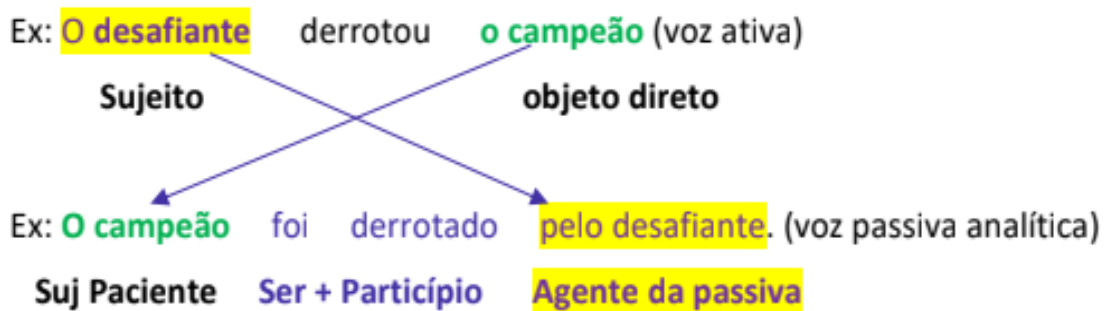 Ex: O desafiante derrotou o campeão (voz ativa)
Sujeito objeto direto
Ex: O campeão foi derrotado pelo desafiante. (voz passiva analítica)
Suj Paciente Ser + Particípio Agente da passiva